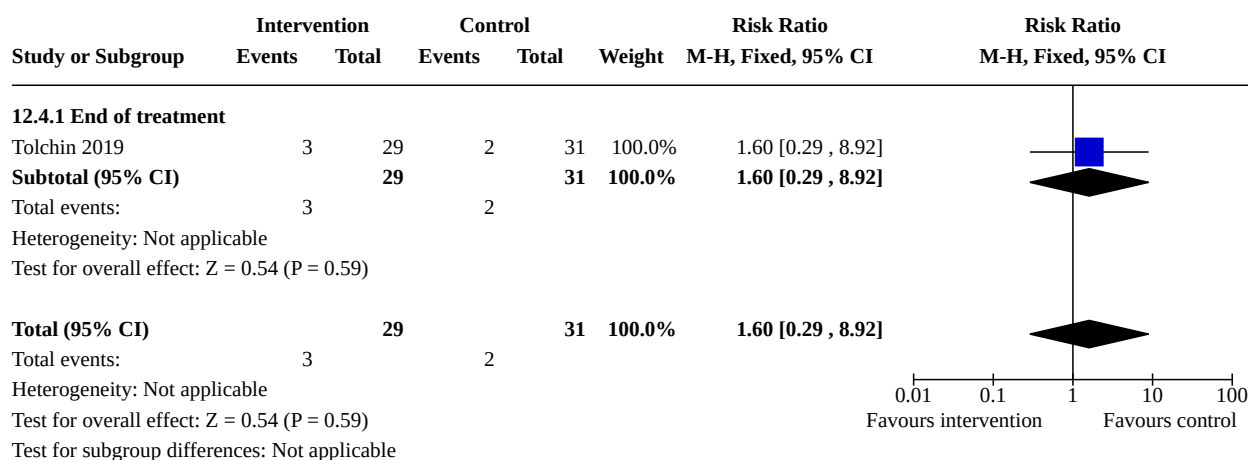 Intervention Control Risk Ratio Risk Ratio
Study or Subgroup Events Total Events Total Weight M-H, Fixed, 95% CI M-H, Fixed, 95% CI
12.4.1 End of treatment
Tolchin 2019 3 29 2 31 100.0% 1.60 [0.29 , 8.92]
Subtotal (95% CI) 29 31 100.0% 1.60 [0.29 , 8.92]
Total events: 3 2
Heterogeneity: Not applicable
Test for overall effect: Z = 0.54 (P = 0.59)
Total (95% CI) 29 31 100.0% 1.60 [0.29 , 8.92]
Total events: 3 2
Heterogeneity: Not applicable
0.01 0.1 1 10 100
Test for overall effect: Z = 0.54 (P = 0.59)
Favours intervention Favours control
Test for subgroup differences: Not applicable